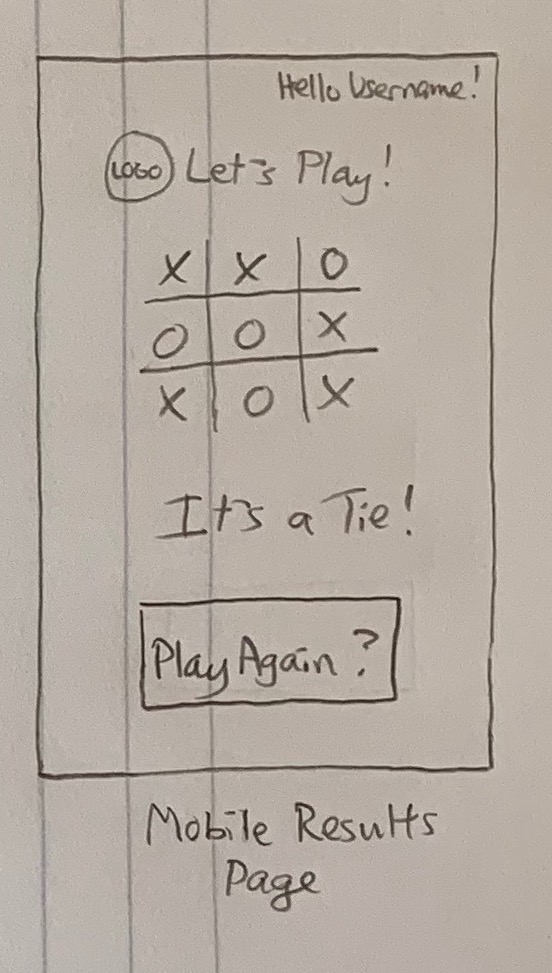 Hello Username!
LOGO Let's Play!
X X O
O O X
X O X
It's a Tie!
Play Again?
Mobile Results
Page